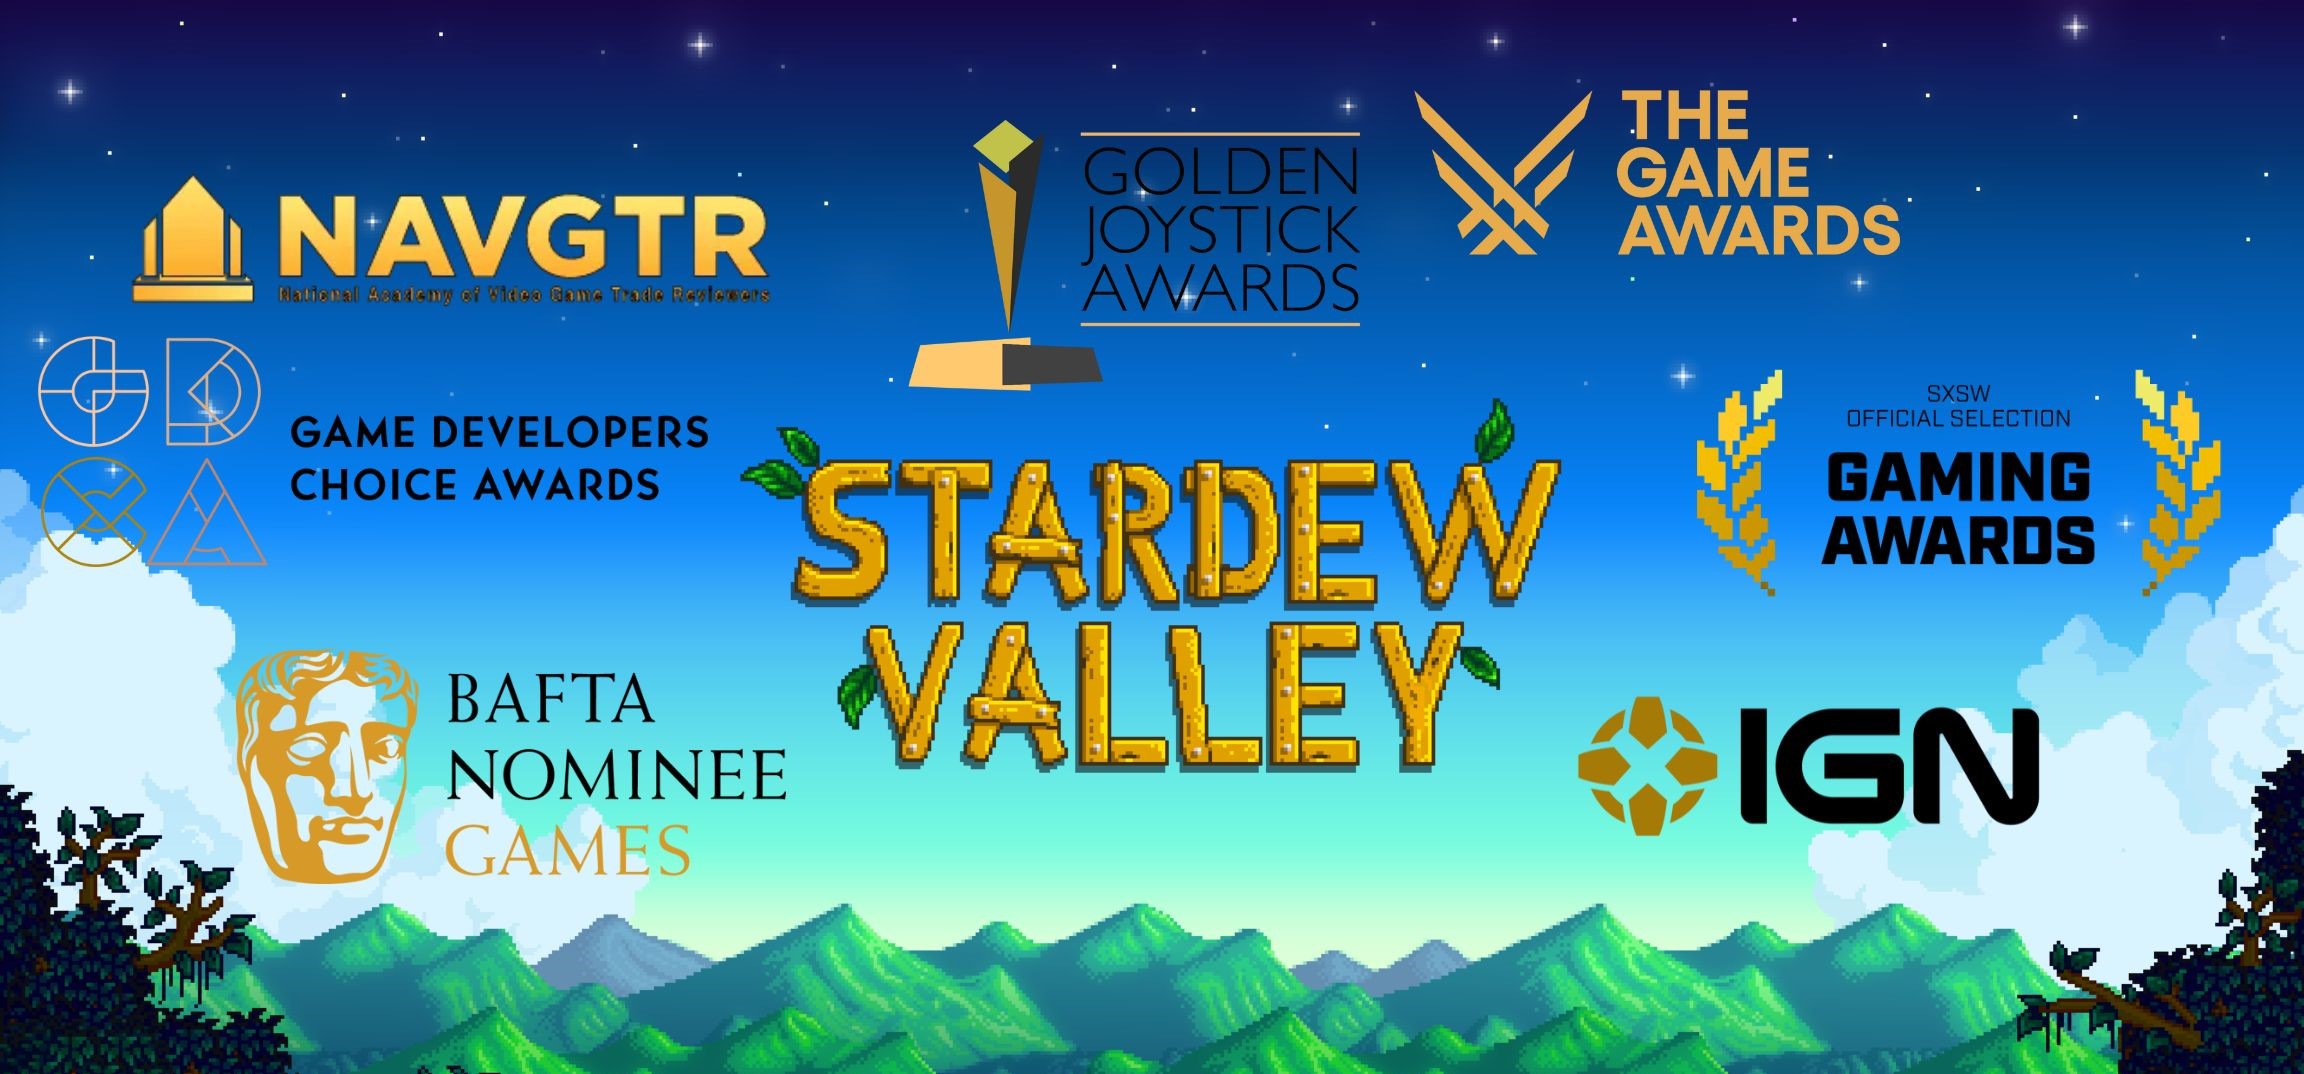 THE
GAME
AWARDS
GOLDEN
JOYSTICK
AWARDS
NAVGTR
National Academy of Video Game Trade Reviewers
GAME DEVELOPERS
CHOICE AWARDS
SXSW
OFFICIAL SELECTION
GAMING
AWARDS
STARDEW
VALLEY
BAFTA
NOMINEE
GAMES
IGN